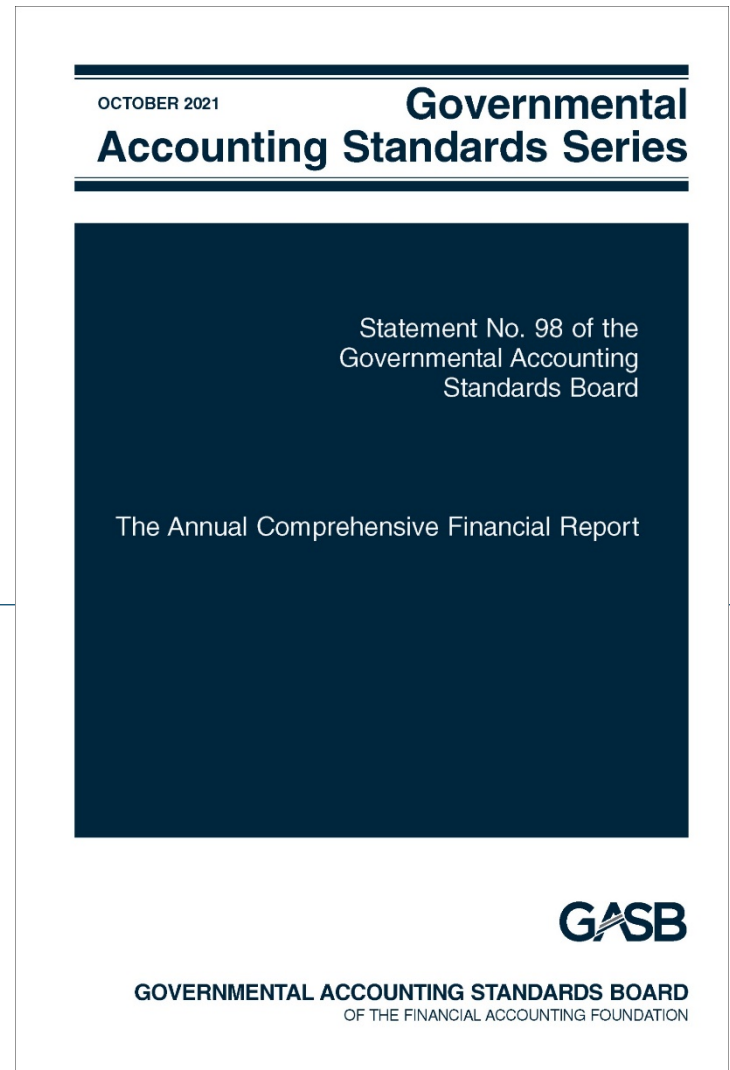 OCTOBER 2021
Governmental
Accounting Standards Series
Statement No. 98 of the
Governmental Accounting
Standards Board
The Annual Comprehensive Financial Report
GASB
GOVERNMENTAL ACCOUNTING STANDARDS BOARD
OF THE FINANCIAL ACCOUNTING FOUNDATION